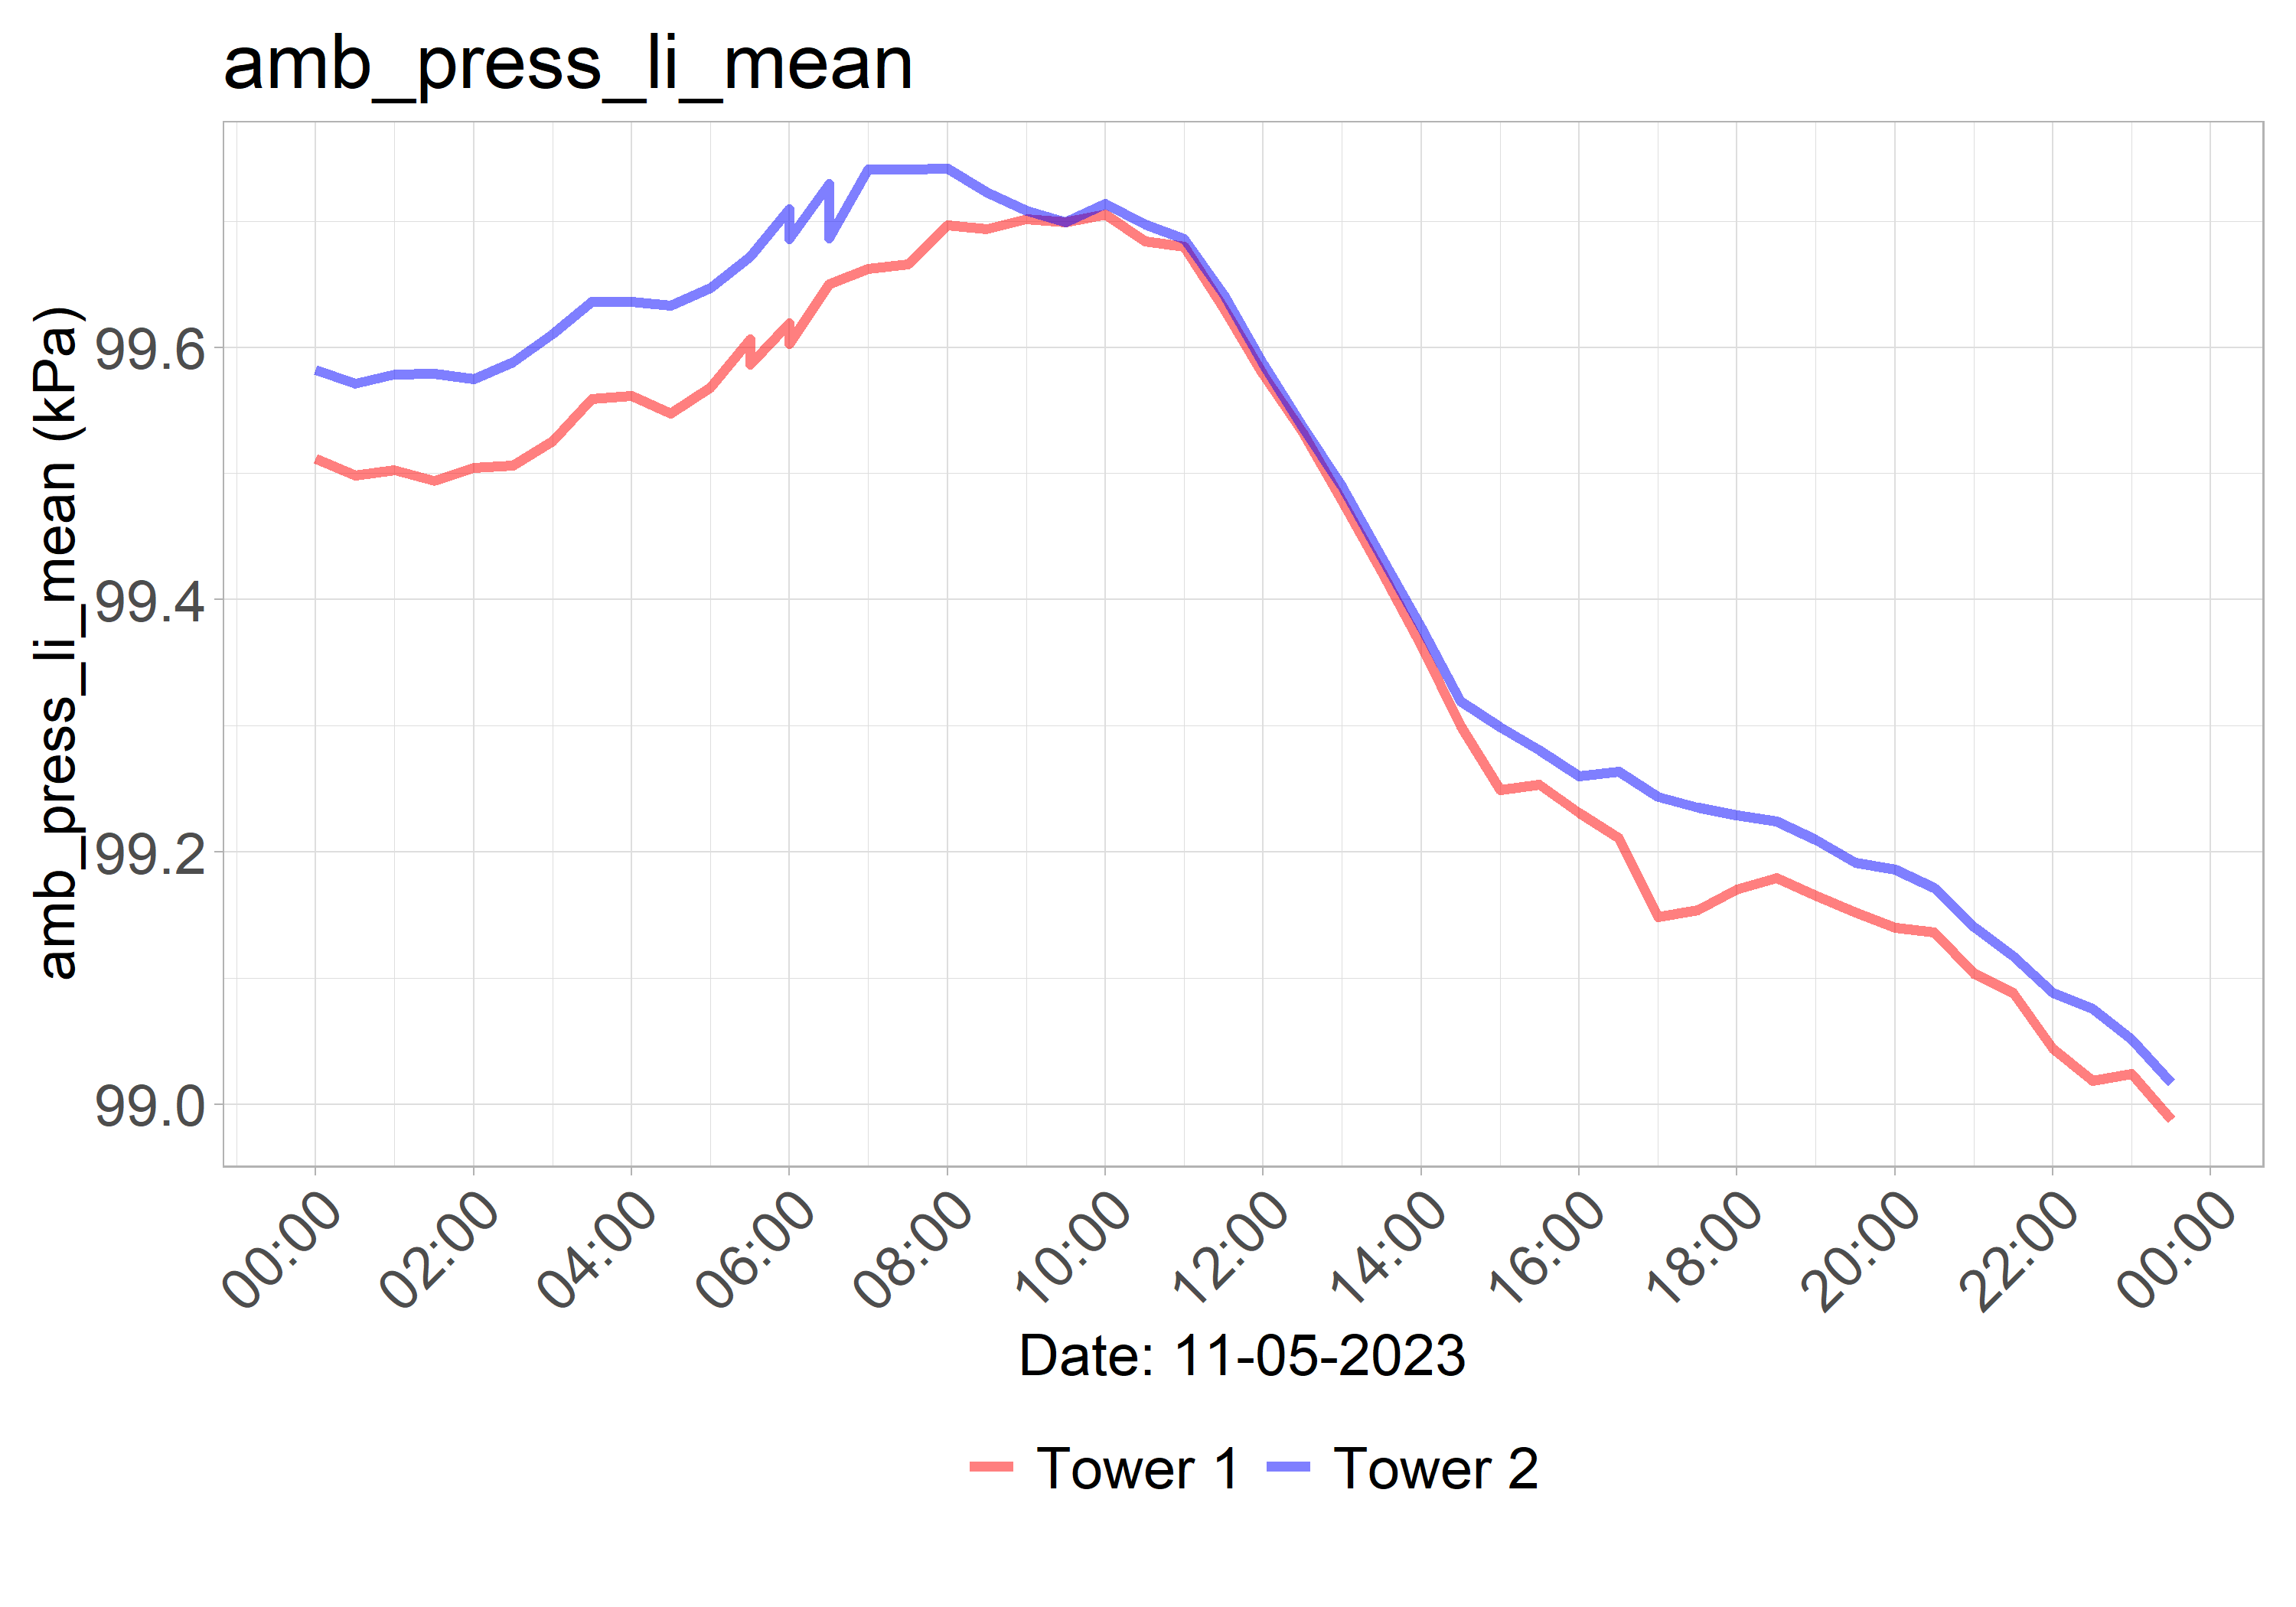 amb_press_li_mean
amb_press_li_mean (kPa)
99.6
99.4
99.2
99.0
00:00 02:00 04:00 06:00 08:00 10:00 12:00 14:00 16:00 18:00 20:00 22:00 00:00
Date: 11-05-2023
Tower 1 Tower 2